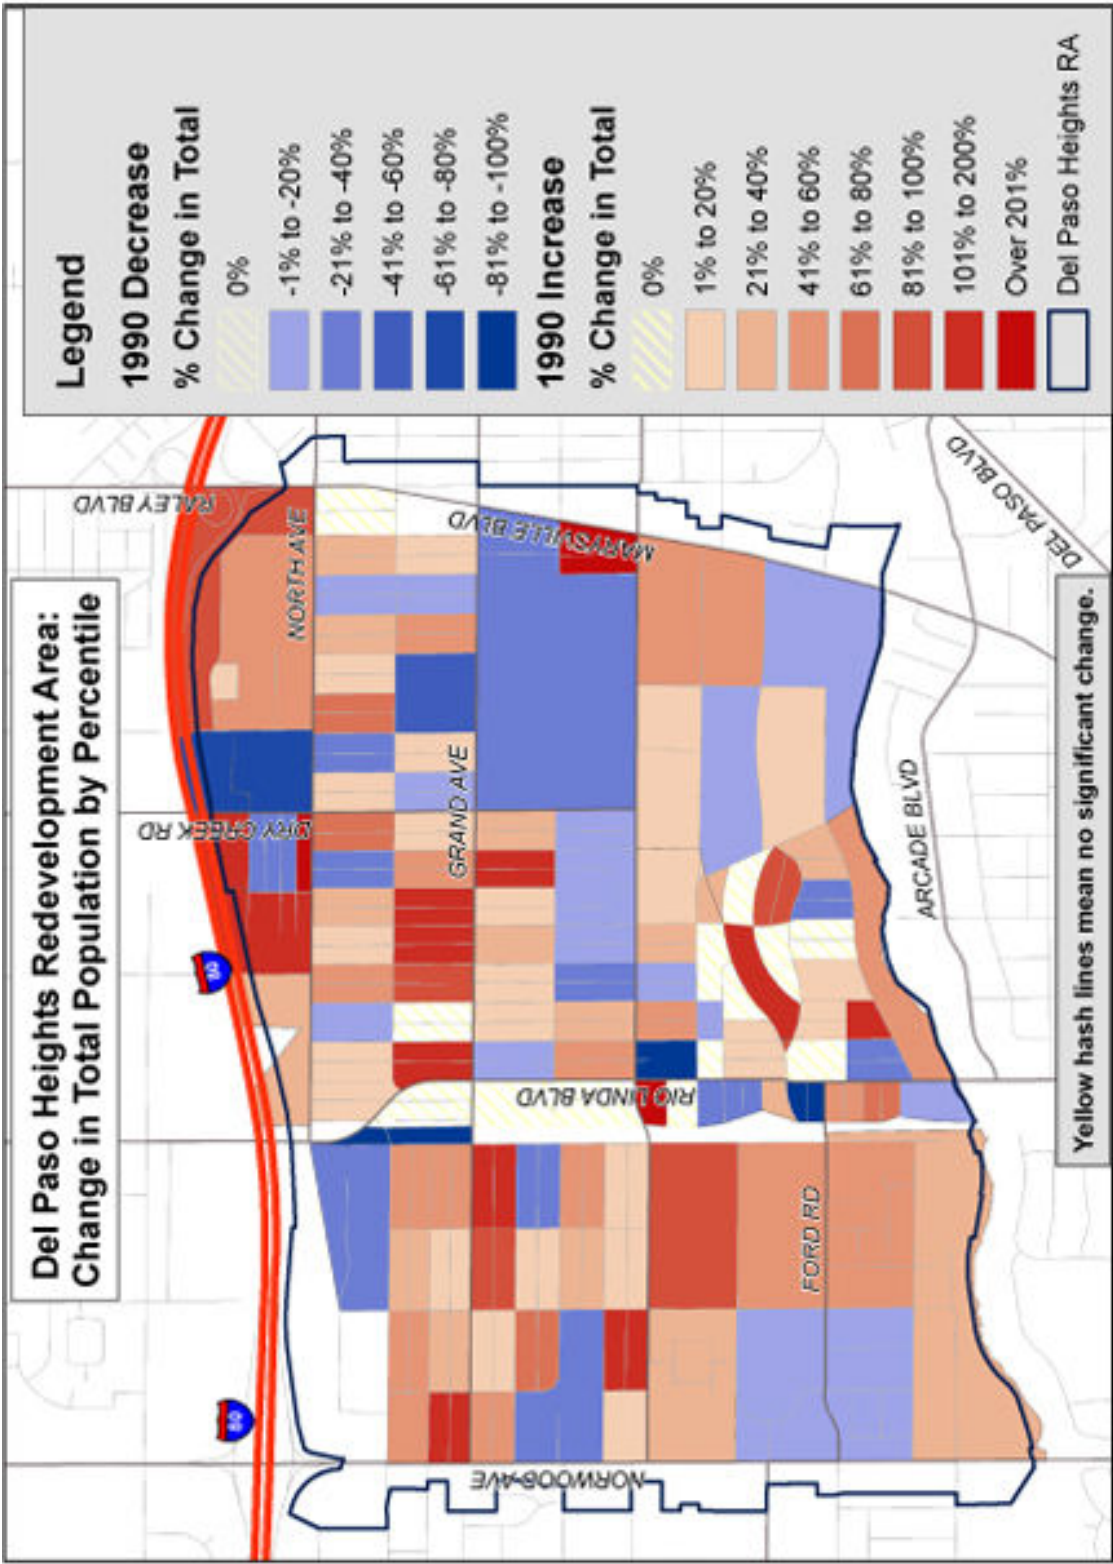 Del Paso Heights Redevelopment Area:
Change in Total Population by Percentile
80
80
RALEY BLVD
NORTH AVE
DRY CREEK RD
GRAND AVE
MARYSVILLE BLVD
RIO LINDA BLVD
NORWOOD AVE
FORD RD
ARCADE BLVD
DEL PASO BLVD
Yellow hash lines mean no significant change.
Legend
1990 Decrease
% Change in Total
0%
-1% to -20%
-21% to -40%
-41% to -60%
-61% to -80%
-81% to -100%
1990 Increase
% Change in Total
0%
1% to 20%
21% to 40%
41% to 60%
61% to 80%
81% to 100%
101% to 200%
Over 201%
Del Paso Heights RA